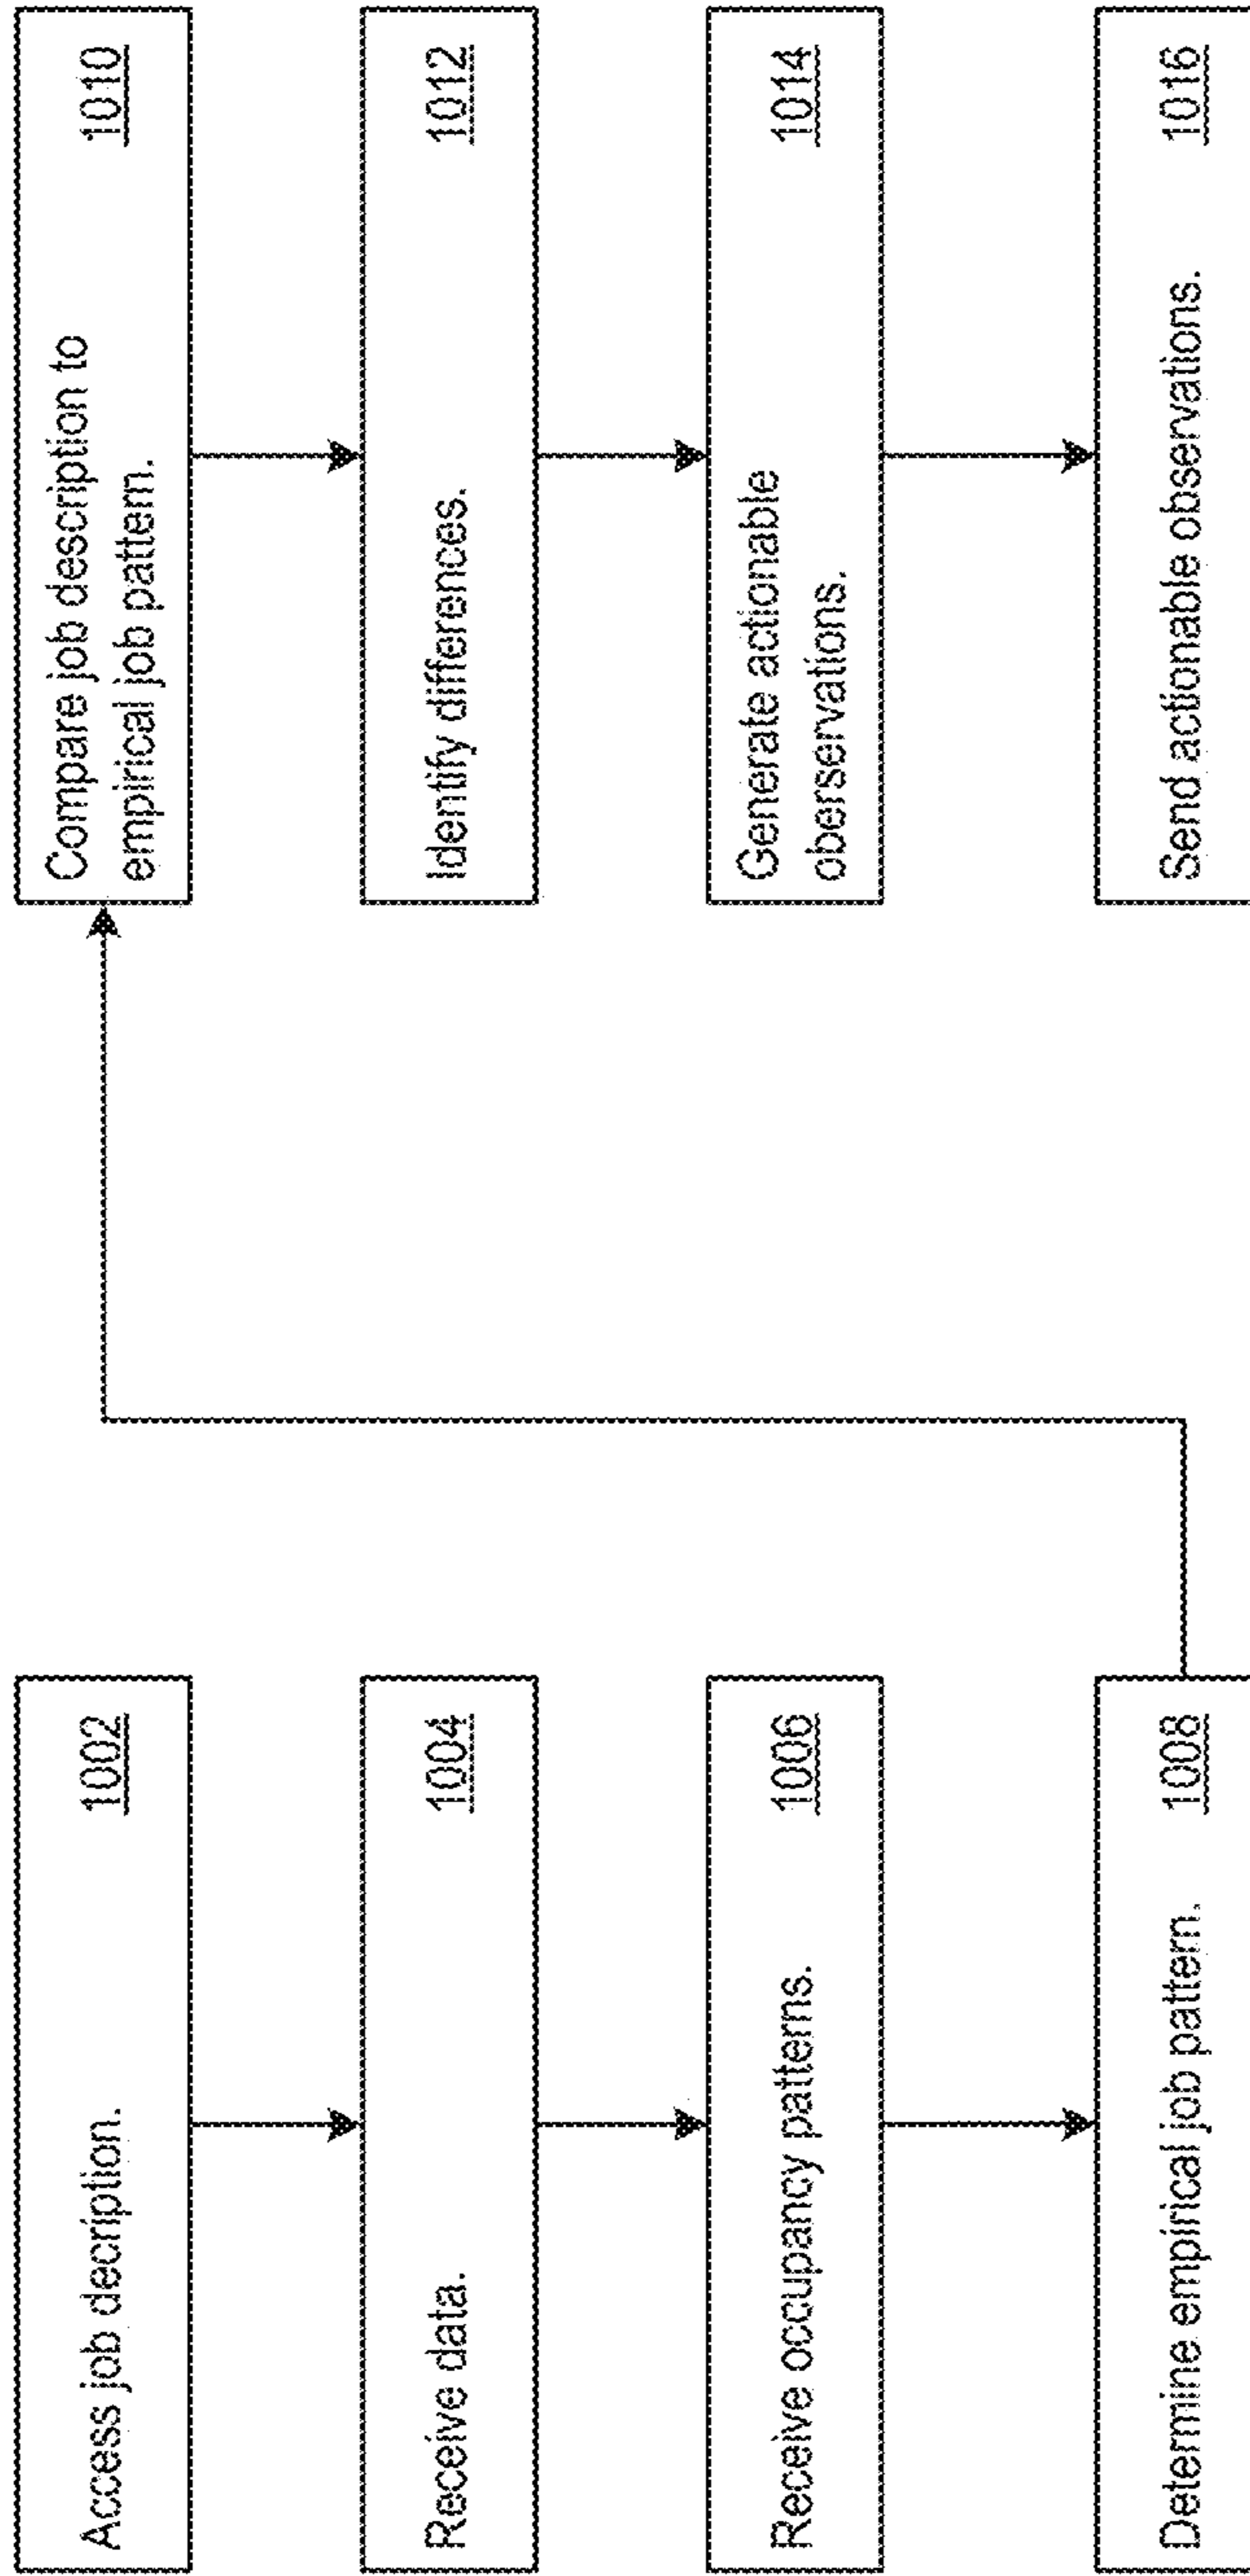 Access job decription. 1002
Receive data. 1004
Receive occupancy patterns. 1006
Determine empirical job pattern. 1008
Compare job description to 1010
empirical job pattern.
Identify differences. 1012
Generate actionable 1014
oberservations.
Send actionable observations. 1016